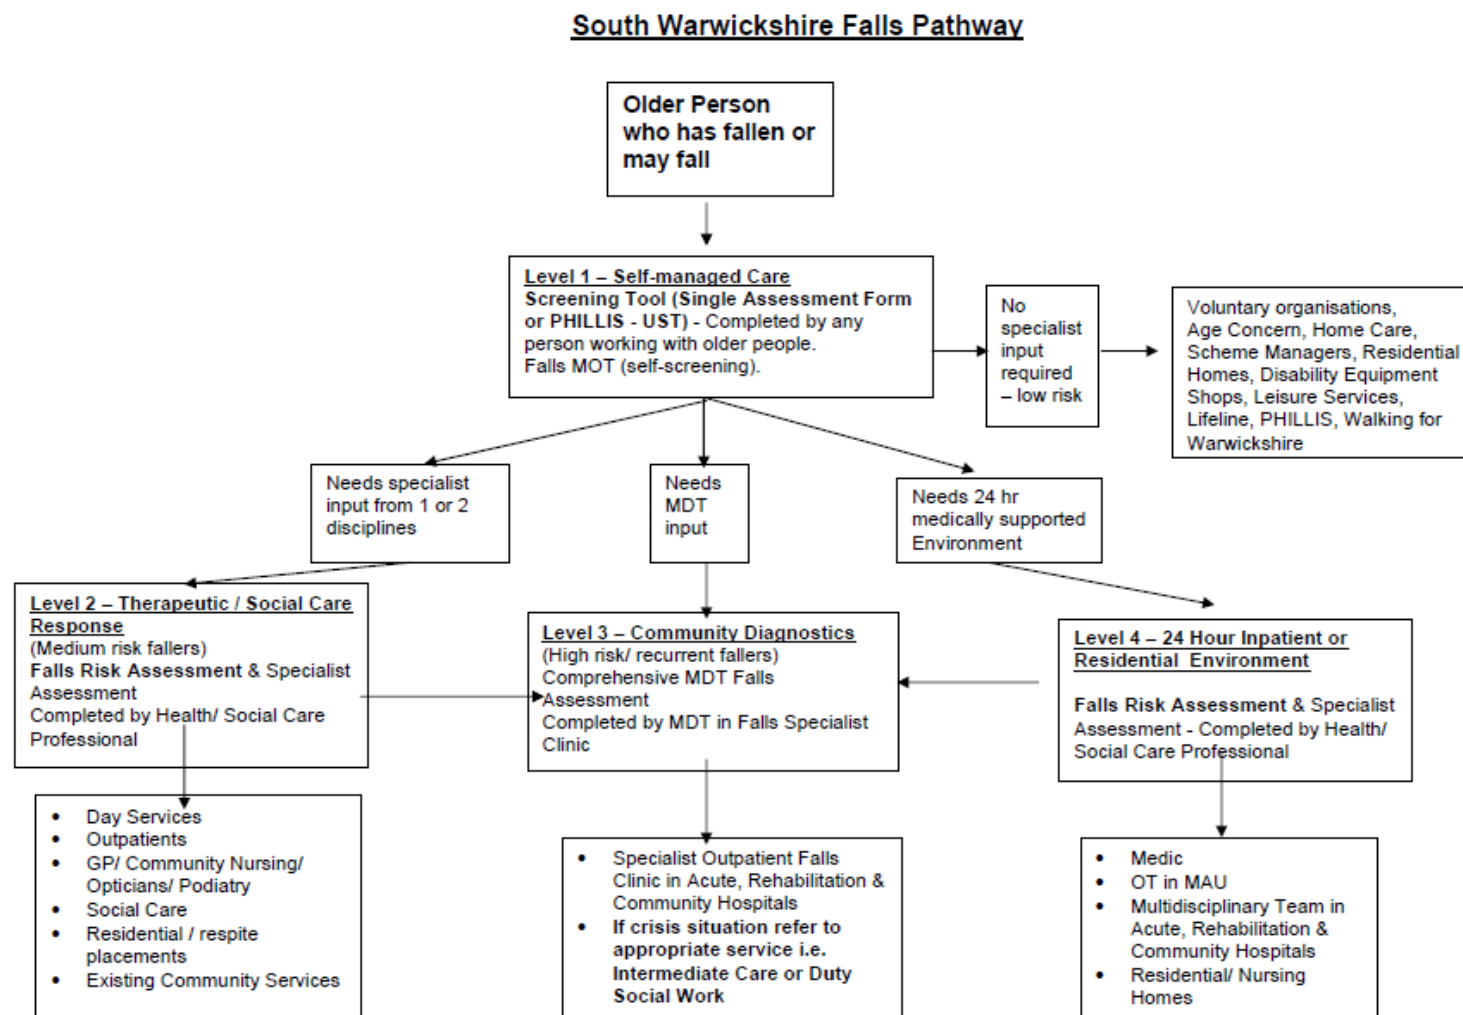 South Warwickshire Falls Pathway
Older Person
who has fallen or
may fall
Level 1 – Self-managed Care
Screening Tool (Single Assessment Form
or PHILLIS - UST) - Completed by any
person working with older people.
Falls MOT (self-screening).
No
specialist
input
required
– low risk
Voluntary organisations,
Age Concern, Home Care,
Scheme Managers, Residential
Homes, Disability Equipment
Shops, Leisure Services,
Lifeline, PHILLIS, Walking for
Warwickshire
Needs specialist
input from 1 or 2
disciplines
Needs
MDT
input
Needs 24 hr
medically supported
Environment
Level 2 – Therapeutic / Social Care
Response
(Medium risk fallers)
Falls Risk Assessment & Specialist
Assessment
Completed by Health/ Social Care
Professional
Level 3 – Community Diagnostics
(High risk/ recurrent fallers)
Comprehensive MDT Falls
Assessment
Completed by MDT in Falls Specialist
Clinic
Level 4 – 24 Hour Inpatient or
Residential Environment
Falls Risk Assessment & Specialist
Assessment - Completed by Health/
Social Care Professional
• Day Services
• Outpatients
• GP/ Community Nursing/
Opticians/ Podiatry
• Social Care
• Residential / respite
placements
• Existing Community Services
• Specialist Outpatient Falls
Clinic in Acute, Rehabilitation &
Community Hospitals
• If crisis situation refer to
appropriate service i.e.
Intermediate Care or Duty
Social Work
• Medic
• OT in MAU
• Multidisciplinary Team in
Acute, Rehabilitation &
Community Hospitals
• Residential/ Nursing
Homes